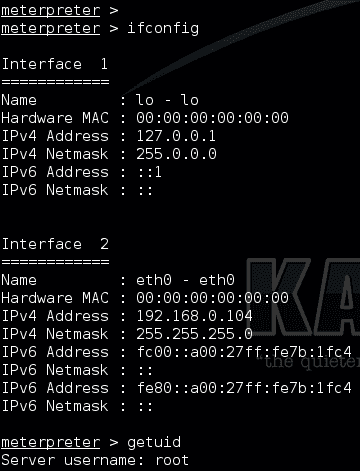 meterpreter >
meterpreter > ifconfig
Interface  1
============
Name         : lo - lo
Hardware MAC : 00:00:00:00:00:00
IPv4 Address : 127.0.0.1
IPv4 Netmask : 255.0.0.0
IPv6 Address : ::1
IPv6 Netmask : ::
Interface  2
============
Name         : eth0 - eth0
Hardware MAC : 00:00:00:00:00:00
IPv4 Address : 192.168.0.104
IPv4 Netmask : 255.255.255.0
IPv6 Address : fc00::a00:27ff:fe7b:1fc4
IPv6 Netmask : ::
IPv6 Address : fe80::a00:27ff:fe7b:1fc4
IPv6 Netmask : ::
KA
"the quieter
meterpreter > getuid
Server username: root